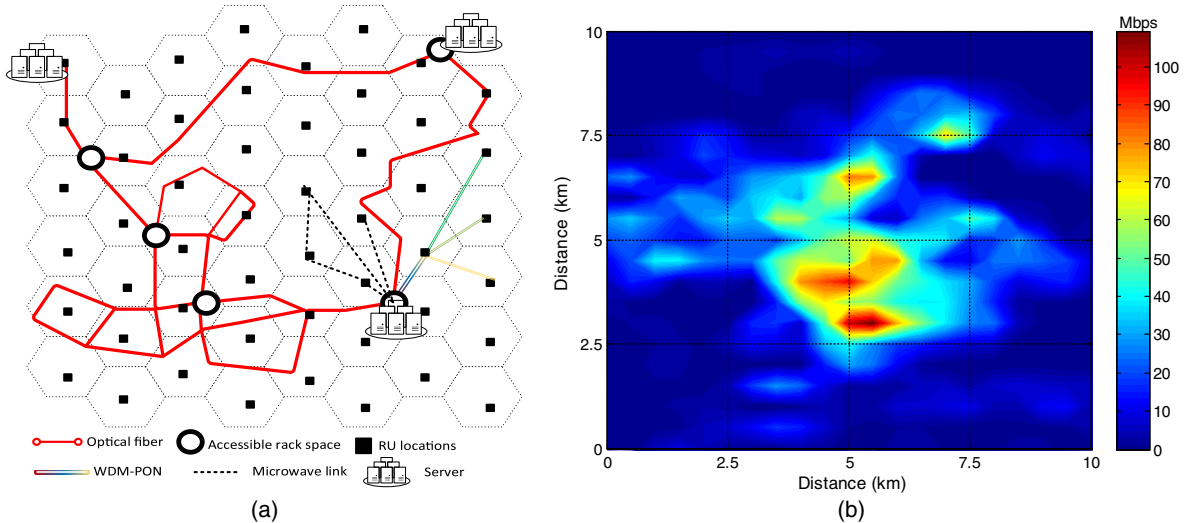 Optical fiber
Accessible rack space
RU locations
WDM-PON
Microwave link
Server
(a)
Mbps
100
90
80
70
60
50
40
30
20
10
0
10
7.5
5
2.5
0
0
2.5
5
7.5
10
Distance (km)
Distance (km)
(b)